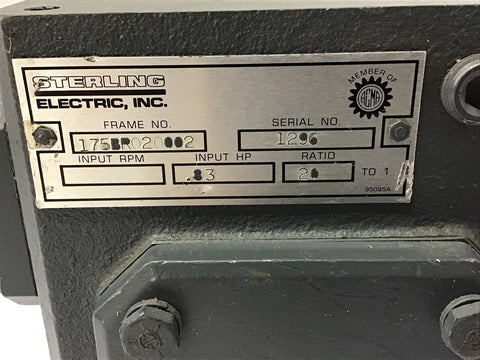 STERLING
ELECTRIC, INC.
MEMBER OF
AGMA
FRAME NO. SERIAL NO.
175BR020002 1296
INPUT RPM INPUT HP RATIO
.83 TO 1
95085A